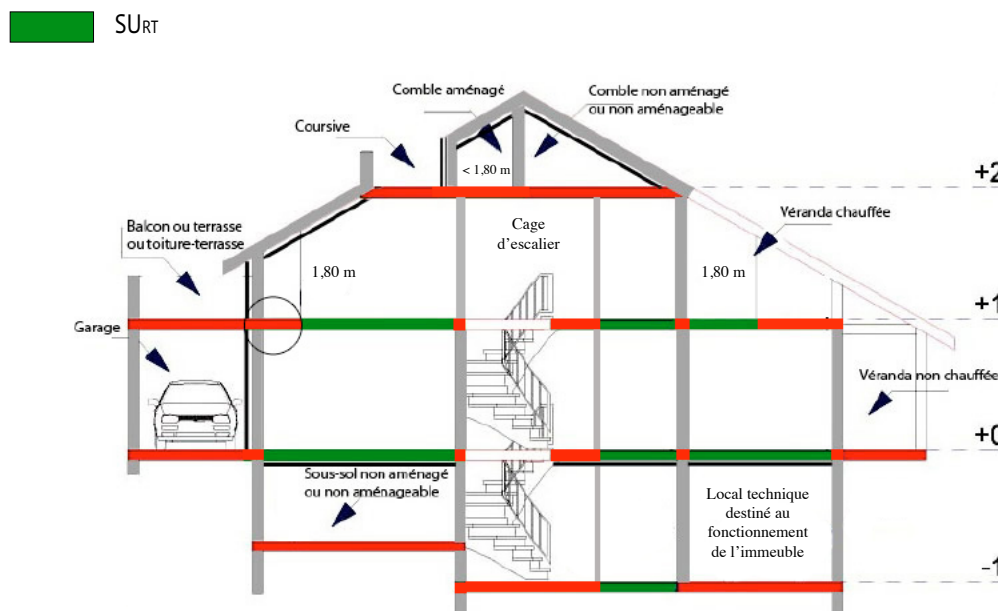 SURT
Comble aménagé
Comble non aménagé
ou non aménageable
Coursive
< 1,80 m
+2
Balcon ou terrasse
ou toiture-terrasse
Cage
d'escalier
Véranda chauffée
1,80 m
1,80 m
+1
Garage
Véranda non chauffée
+0
Sous-sol non aménagé
ou non aménageable
Local technique
destiné au
fonctionnement
de l'immeuble
-1